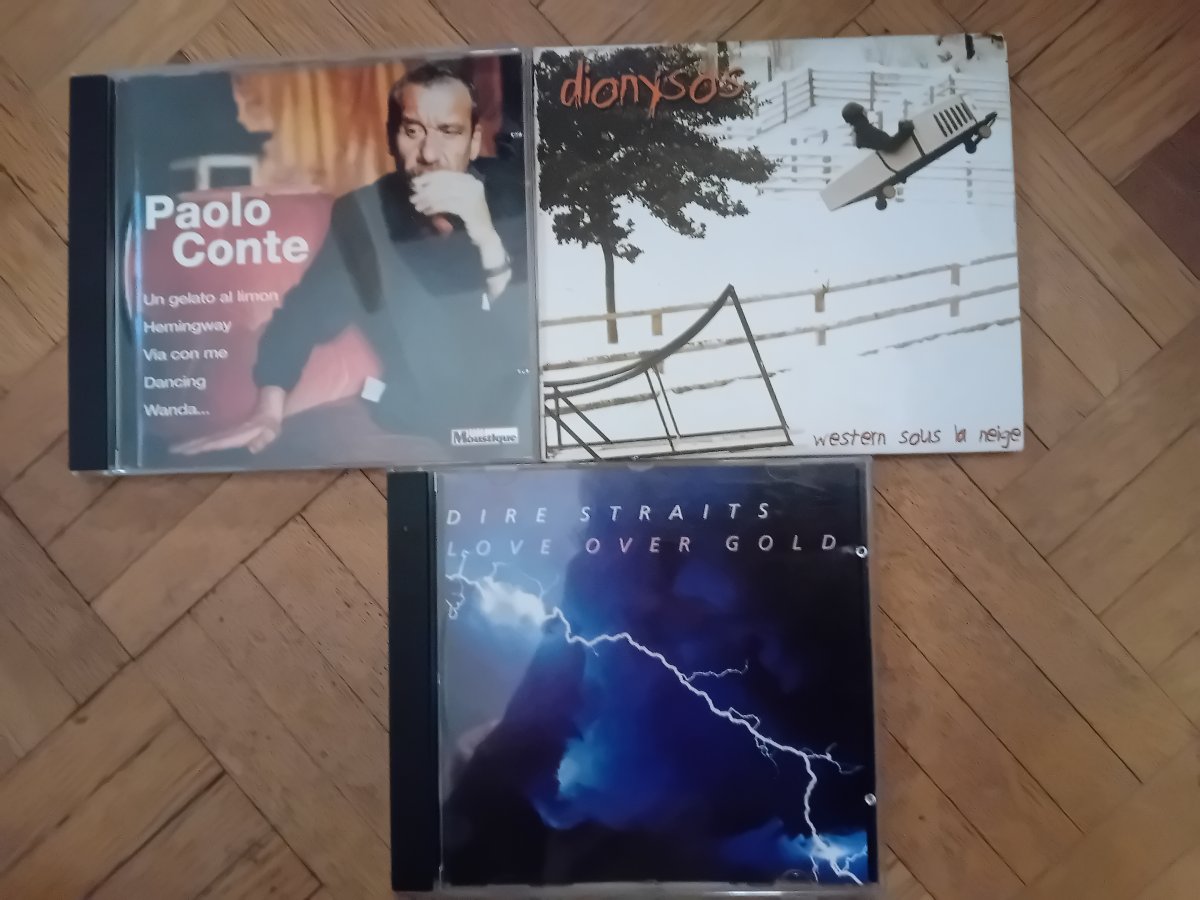 Paolo
Conte
Un gelato al limon
Hemingway
Via con me
Dancing
Wanda...
Moustique
dionysos
western sous la neige
DIRE STRAITS
LOVE OVER GOLD